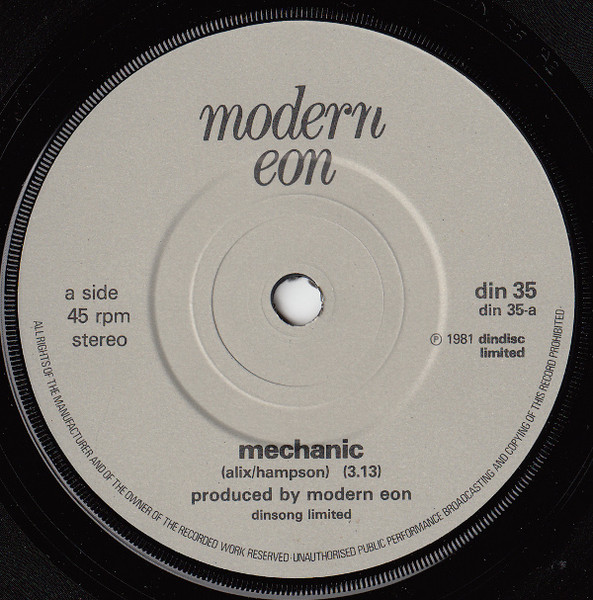 modern
eon
a side
45 rpm
stereo
din 35
din 35-a
℗ 1981 dindisc
limited
mechanic
(alix/hampson) (3.13)
produced by modern eon
dinsong limited
ALL RIGHTS OF THE MANUFACTURER AND OF THE OWNER OF THE RECORDED WORK RESERVED · UNAUTHORISED PUBLIC PERFORMANCE BROADCASTING AND COPYING OF THIS RECORD PROHIBITED ·